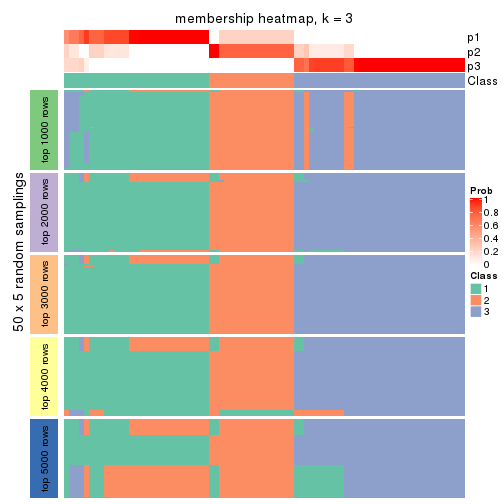 membership heatmap, k = 3
p1
p2
p3
Class
50 x 5 random samplings
top 1000 rows
top 2000 rows
top 3000 rows
top 4000 rows
top 5000 rows
Prob
1
0.8
0.6
0.4
0.2
0
Class
1
2
3